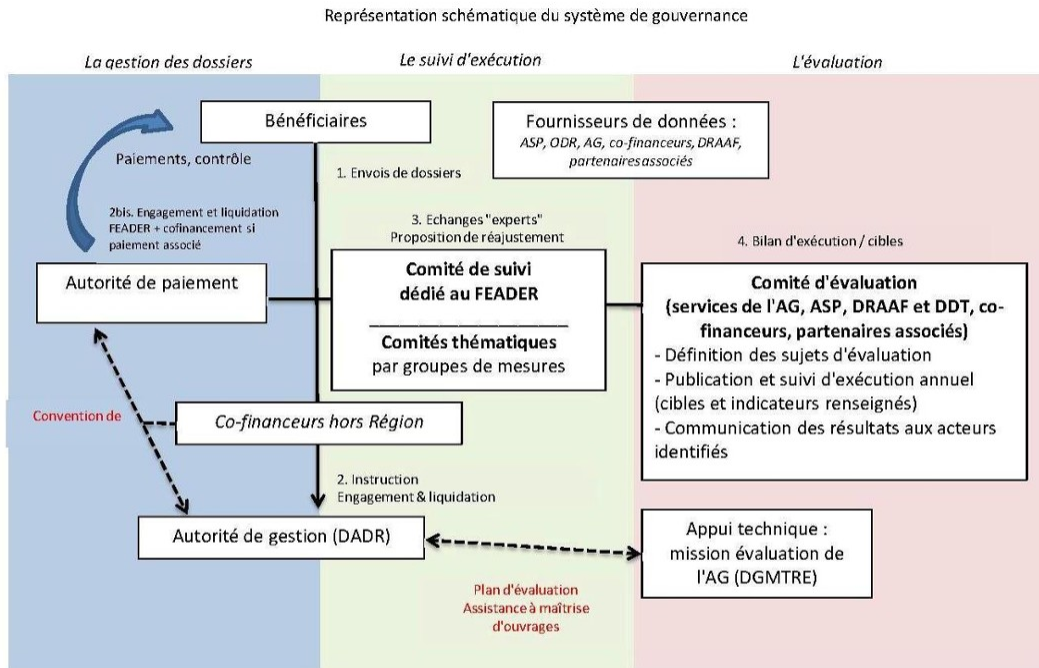 Représentation schématique du système de gouvernance
La gestion des dossiers
Le suivi d'exécution
L'évaluation
Bénéficiaires
Fournisseurs de données :
ASP, ODR, AG, co-financeurs, DRAAF,
partenaires associés
Paiements, contrôle
1. Envois de dossiers
2bis. Engagement et liquidation
FEADER + cofinancement si
paiement associé
3. Echanges "experts"
Proposition de réajustement
4. Bilan d'exécution / cibles
Autorité de paiement
Comité de suivi
dédié au FEADER
Comités thématiques
par groupes de mesures
Comité d'évaluation
(services de l'AG, ASP, DRAAF et DDT, co-
financeurs, partenaires associés)
- Définition des sujets d'évaluation
- Publication et suivi d'exécution annuel
(cibles et indicateurs renseignés)
- Communication des résultats aux acteurs
identifiés
Convention de
Co-financeurs hors Région
2. Instruction
Engagement & liquidation
Autorité de gestion (DADR)
Appui technique :
mission évaluation de
l'AG (DGMTRE)
Plan d'évaluation
Assistance à maîtrise
d'ouvrages